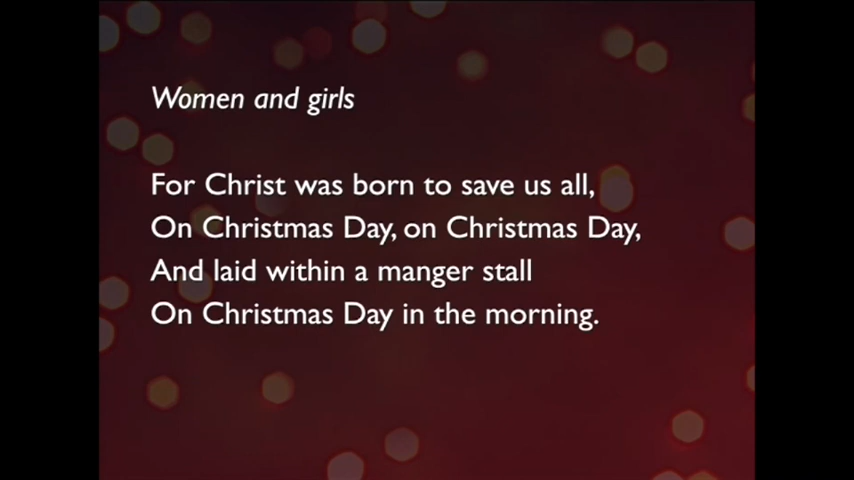 Women and girls
For Christ was born to save us all,
On Christmas Day, on Christmas Day,
And laid within a manger stall
On Christmas Day in the morning.